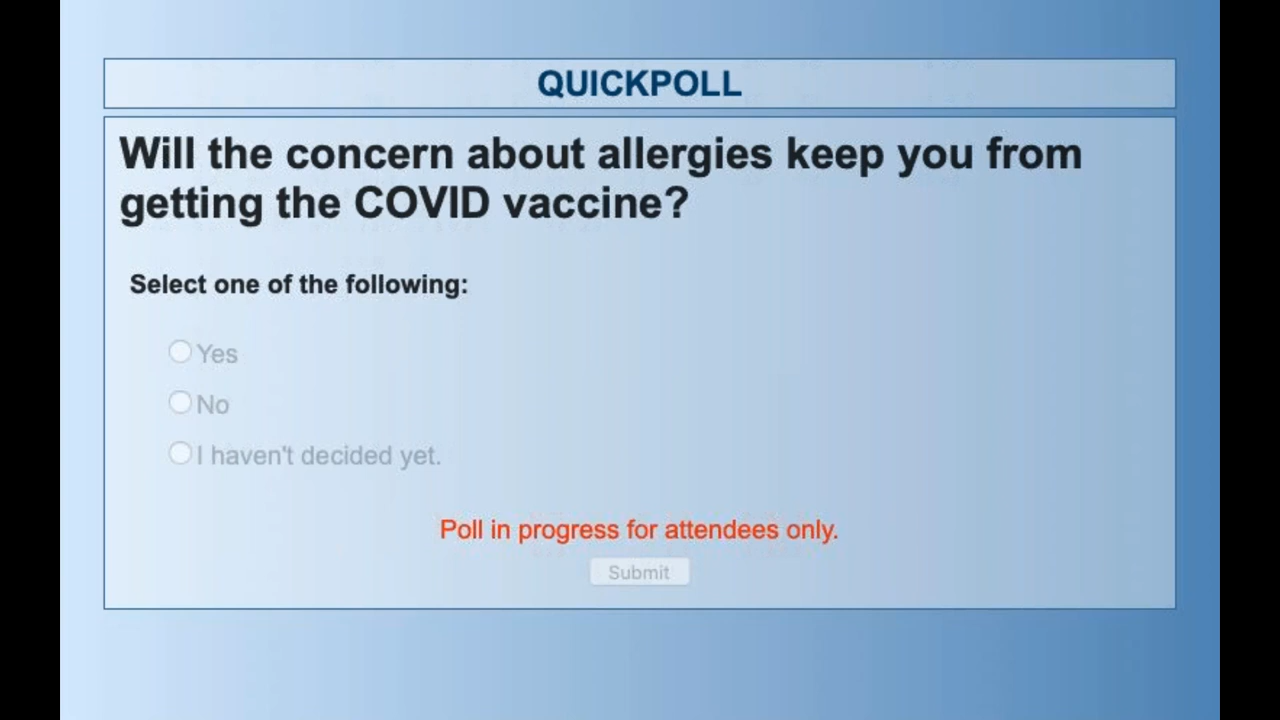 QUICKPOLL
Will the concern about allergies keep you from
getting the COVID vaccine?
Select one of the following:
Yes
No
I haven't decided yet.
Poll in progress for attendees only.
Submit